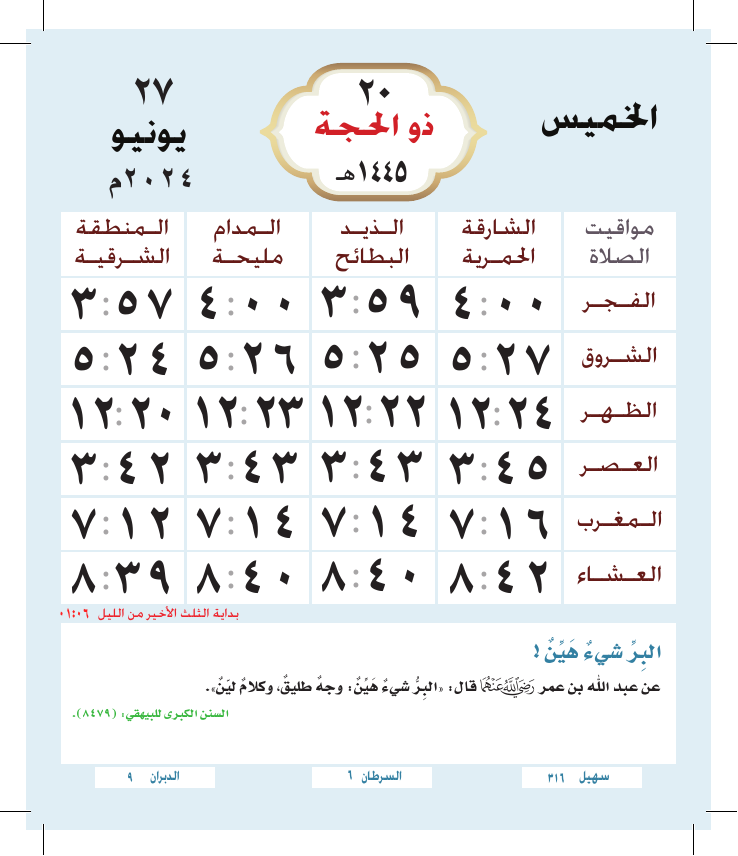 الخميس
٢٠
ذو الحجة
١٤٤٥هـ
٢٧
يونيو
٢٠٢٤م
مواقيت الصلاة الشارقة الحمرية الذيد البطائح المدام مليحة المنطقة الشرقية
الفجر ٤:٠٠ ٣:٥٩ ٤:٠٠ ٣:٥٧
الشروق ٥:٢٧ ٥:٢٥ ٥:٢٦ ٥:٢٤
الظهر ١٢:٢٤ ١٢:٢٢ ١٢:٢٣ ١٢:٢٠
العصر ٣:٤٥ ٣:٤٣ ٣:٤٣ ٣:٤٢
المغرب ٧:١٦ ٧:١٤ ٧:١٤ ٧:١٢
العشاء ٨:٤٢ ٨:٤٠ ٨:٤٠ ٨:٣٩
بداية الثلث الأخير من الليل ٠١:٠٦
البِرِّ شيءٌ هَيِّنٌ !
عن عبد الله بن عمر رَضِيَ اللَّهُ عَنْهُمَا قال: «البِرُّ شيءٌ هَيِّنٌ: وجهٌ طليقٌ، وكلامٌ ليَنٌ».
السنن الكبرى للبيهقي: (٨٤٧٩).
سهيل ٣١٦
السرطان ٦
الدبران ٩